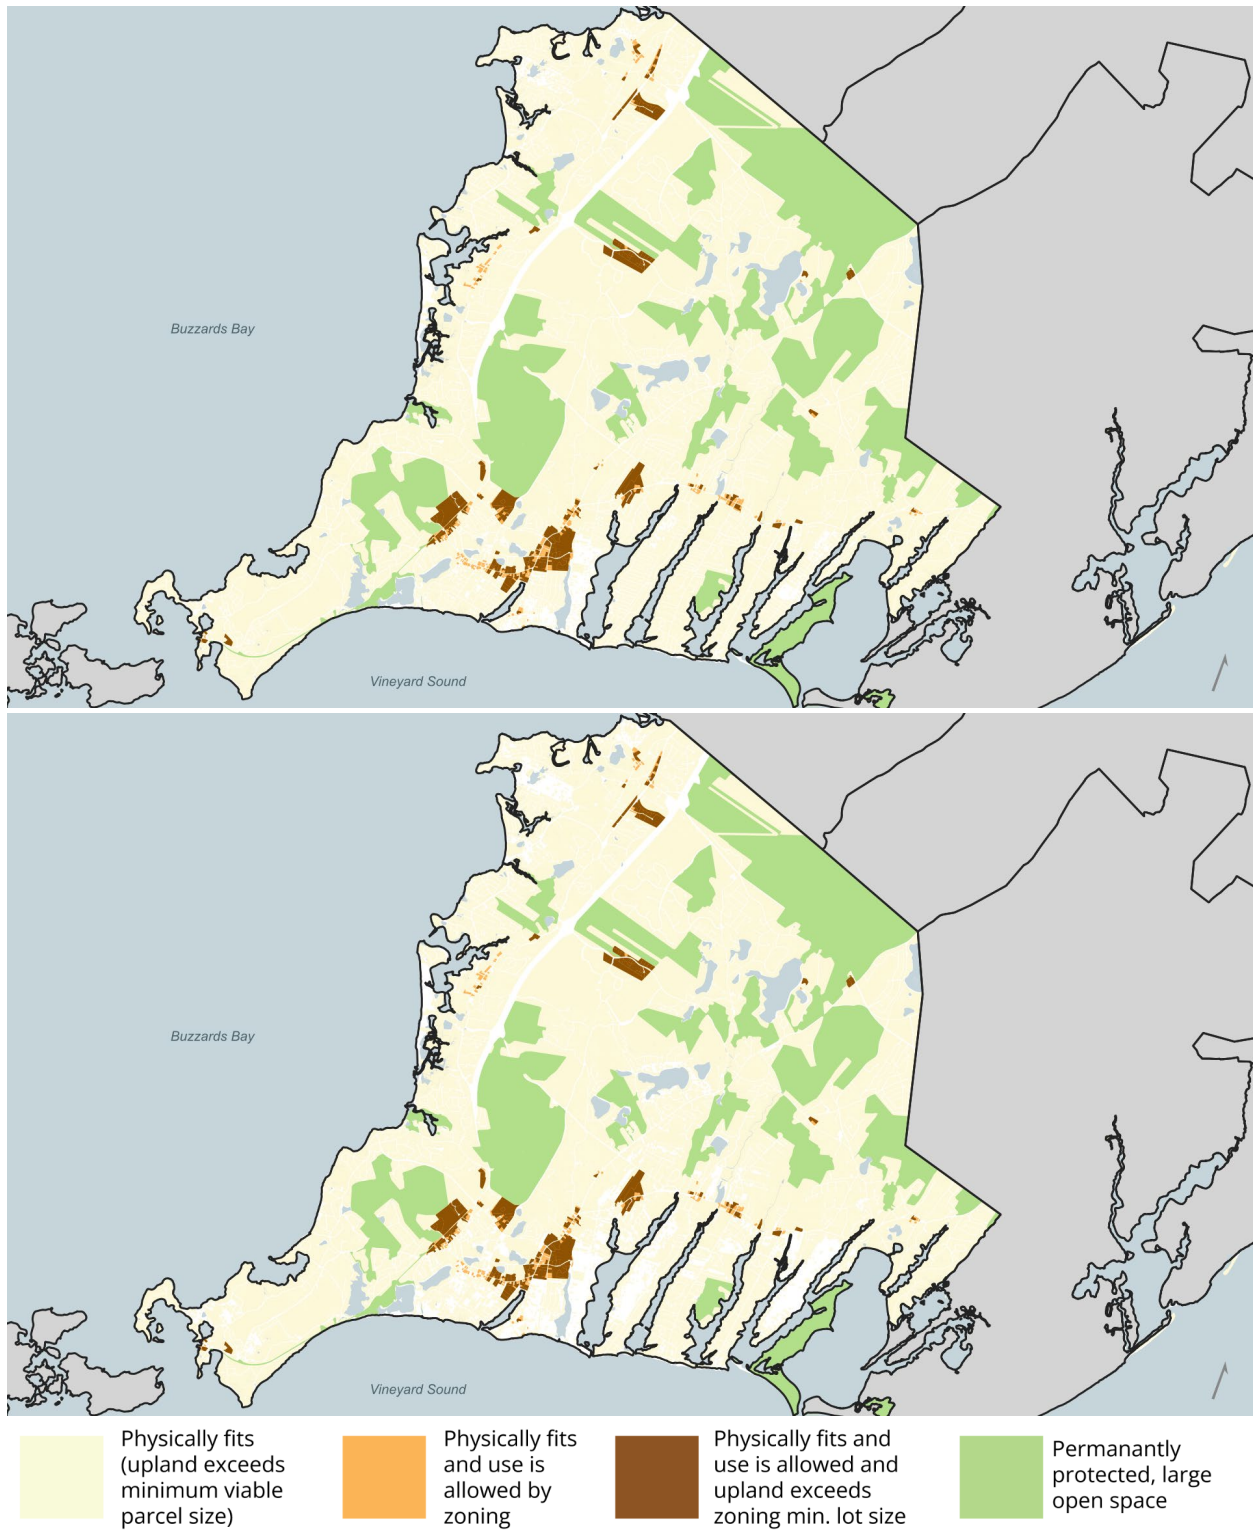 Buzzards Bay
Vineyard Sound
Buzzards Bay
Vineyard Sound
Physically fits
(upland exceeds
minimum viable
parcel size)
Physically fits
and use is
allowed by
zoning
Physically fits and
use is allowed and
upland exceeds
zoning min. lot size
Permanantly
protected, large
open space